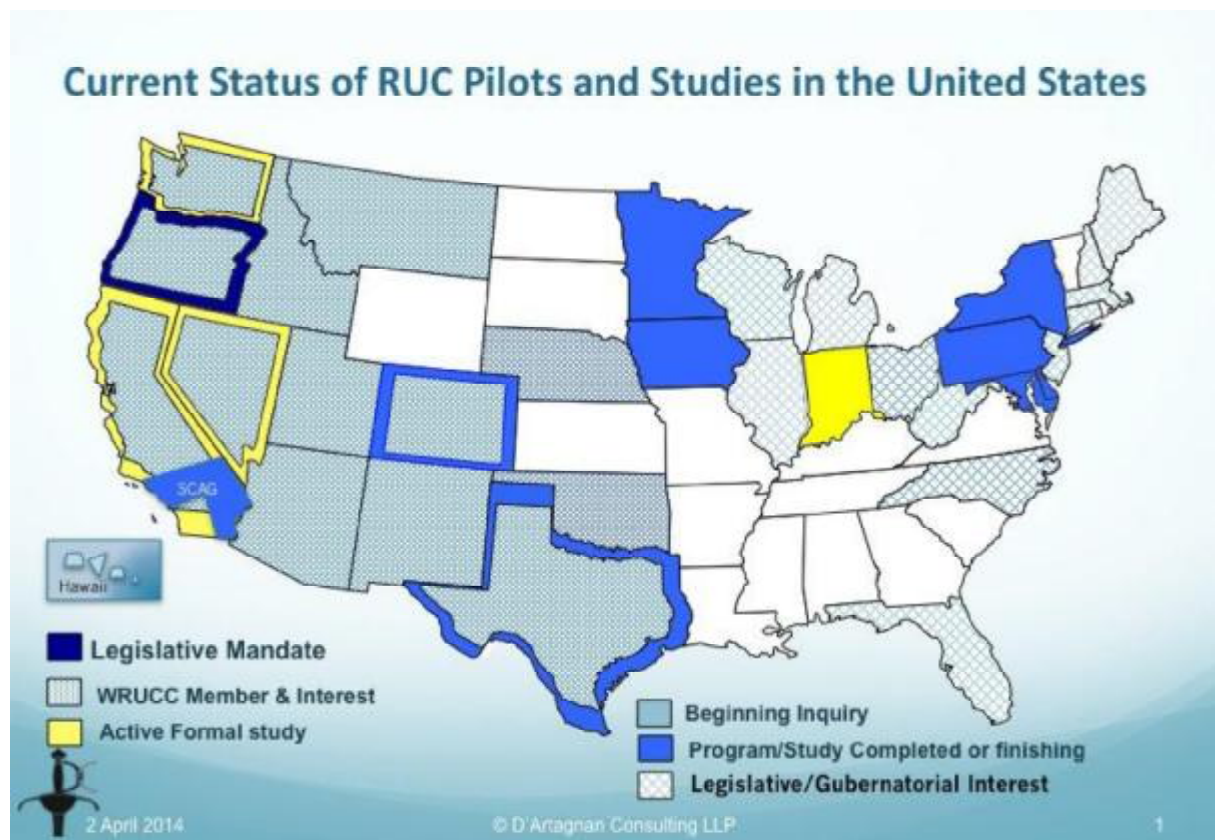 Current Status of RUC Pilots and Studies in the United States
SCAG
Hawaii
Legislative Mandate
WRUCC Member & Interest
Active Formal study
Beginning Inquiry
Program/Study Completed or finishing
Legislative/Gubernatorial Interest
2 April 2014
© D'Artagnan Consulting LLP
1